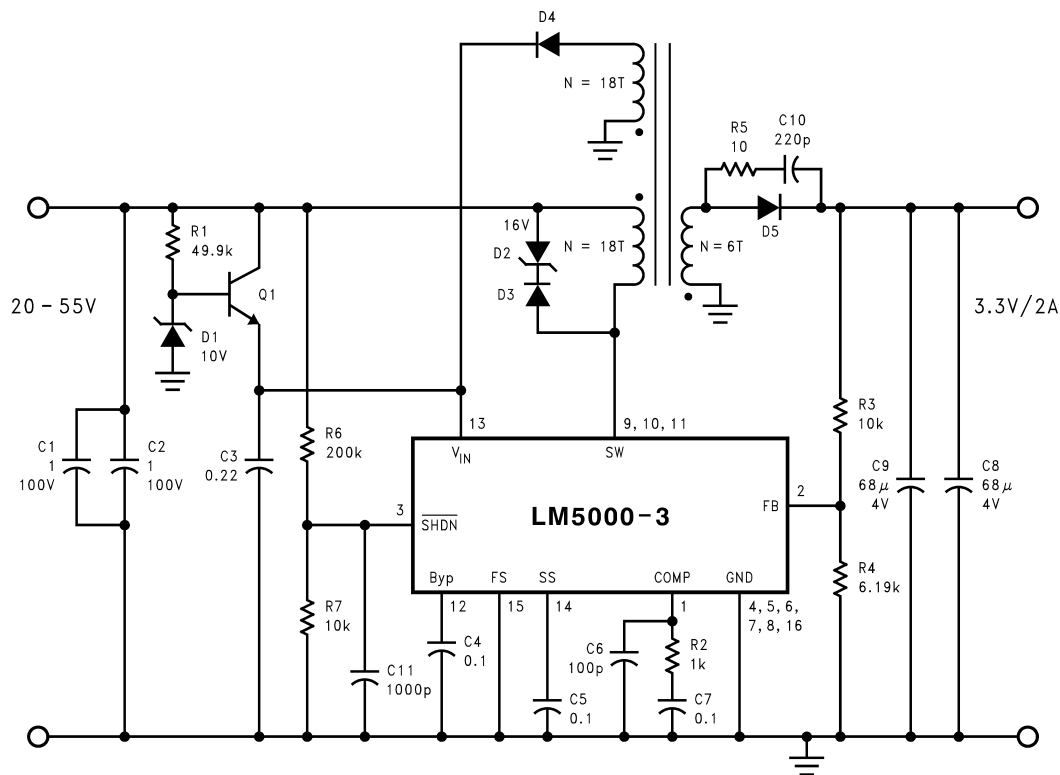 D4
N = 18T
R5
10
C10
220p
R1
49.9k
16V
D2
N = 18T
N = 6T
D5
D3
Q1
20 - 55V
D1
10V
3.3V/2A
13
9, 10, 11
R3
10k
C1
1
100V
C2
1
100V
C3
0.22
R6
200k
VIN
SW
C9
68μ
4V
C8
68μ
4V
3
SHDN
LM5000-3
FB
2
Byp
FS
SS
COMP
GND
R4
6.19k
R7
10k
12
15
14
1
4, 5, 6,
7, 8, 16
C4
0.1
C6
100p
R2
1k
C11
1000p
C5
0.1
C7
0.1